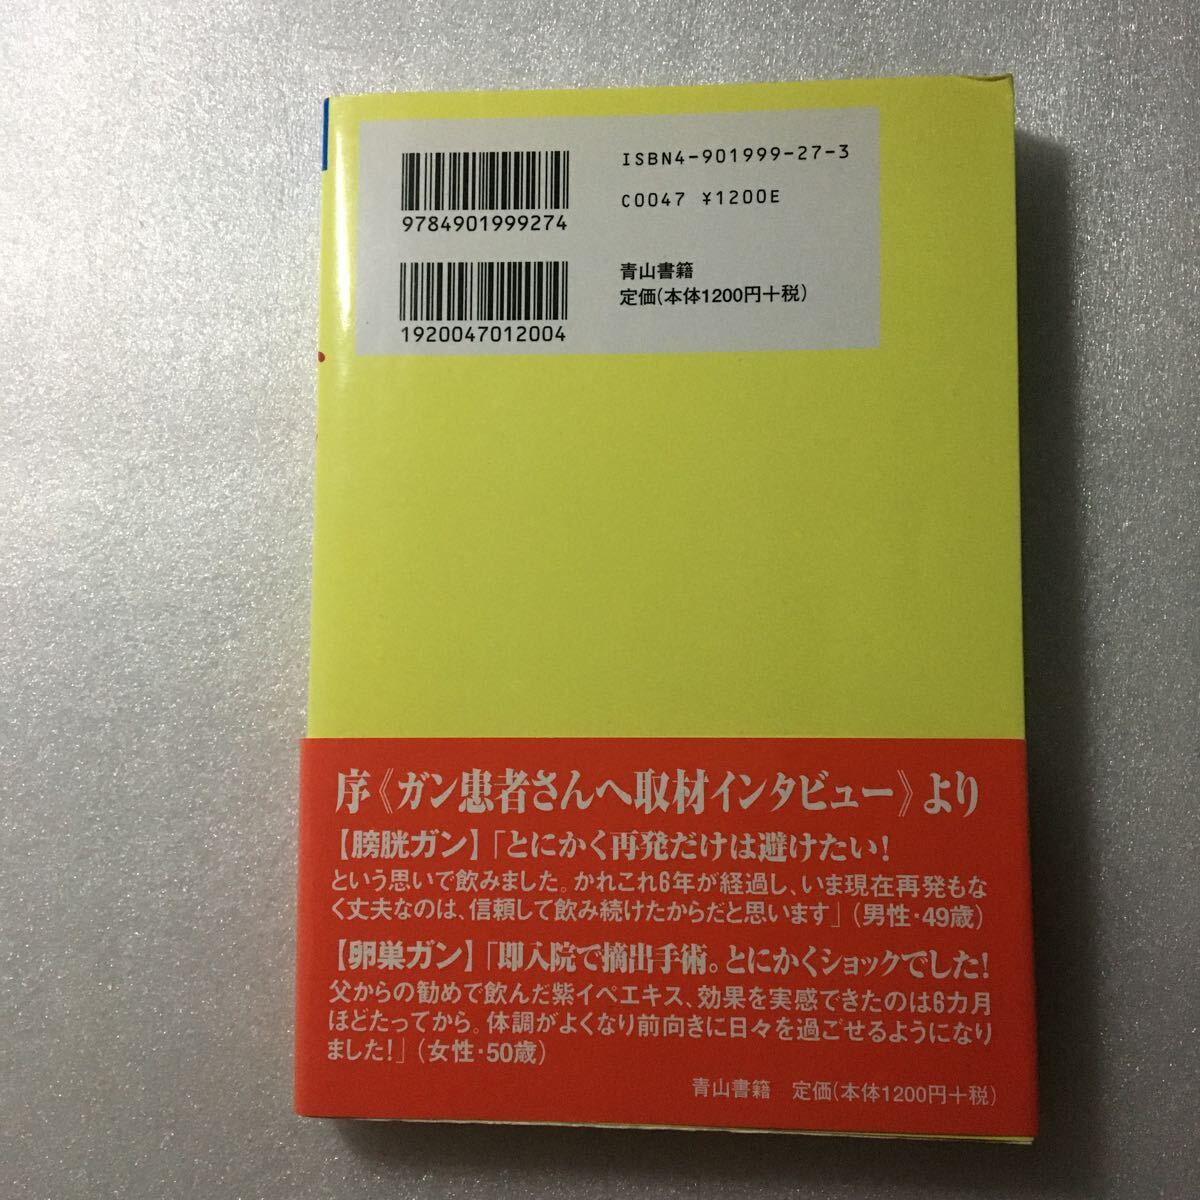 ISBN4-901999-27-3
C0047 ¥1200E
9784901999274
青山書籍
定価(本体1200円+税)
1920047012004
序《ガン患者さんへ取材インタビュー》より
【膀胱ガン】「とにかく再発だけは避けたい!
という思いで飲みました。かれこれ6年が経過し、いま現在再発もな
く丈夫なのは、信頼して飲み続けたからだと思います」(男性・49歳)
【卵巣ガン】「即入院で摘出手術。とにかくショックでした!
父からの勧めで飲んだ紫イペエキス、効果を実感できたのは6カ月
ほどたってから。体調がよくなり前向きに日々を過ごせるようになり
ました!」(女性・50歳)
青山書籍 定価(本体1200円+税)